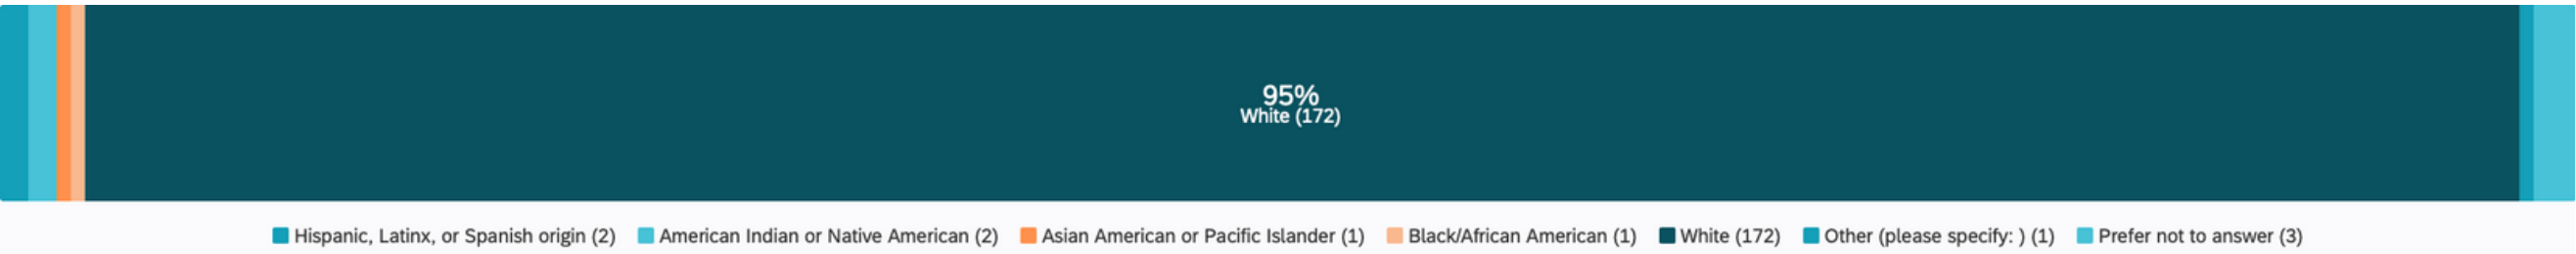 95%
White (172)
Hispanic, Latinx, or Spanish origin (2) American Indian or Native American (2) Asian American or Pacific Islander (1) Black/African American (1) White (172) Other (please specify: ) (1) Prefer not to answer (3)